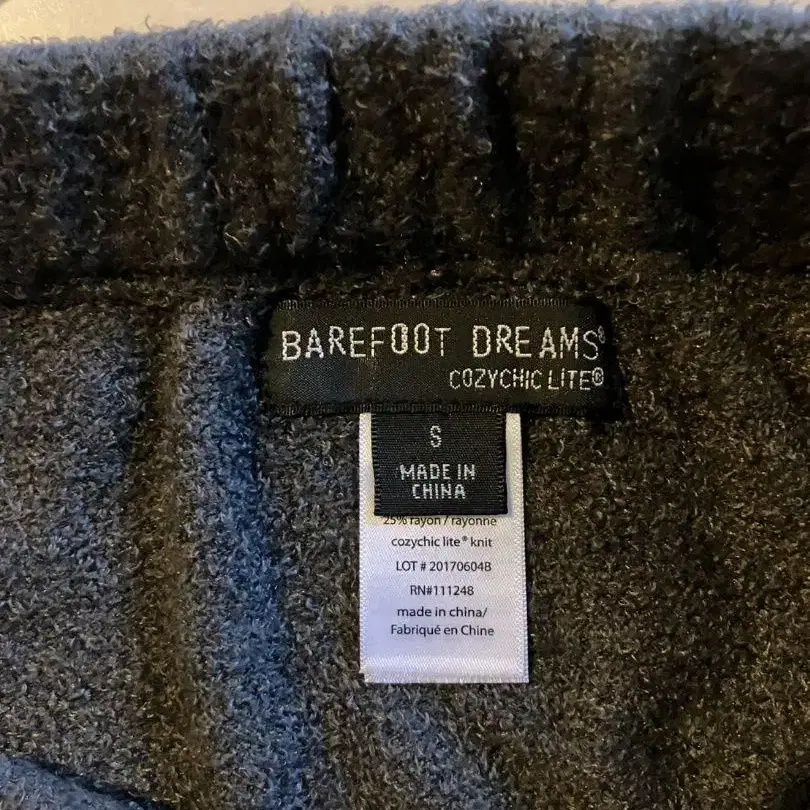 BAREFOOT DREAMS®
COZYCHIC LITE®
S
MADE IN
CHINA
25% rayon / rayonne
cozychic lite® knit
LOT # 20170604B
RN#111248
made in china/
Fabriqué en Chine